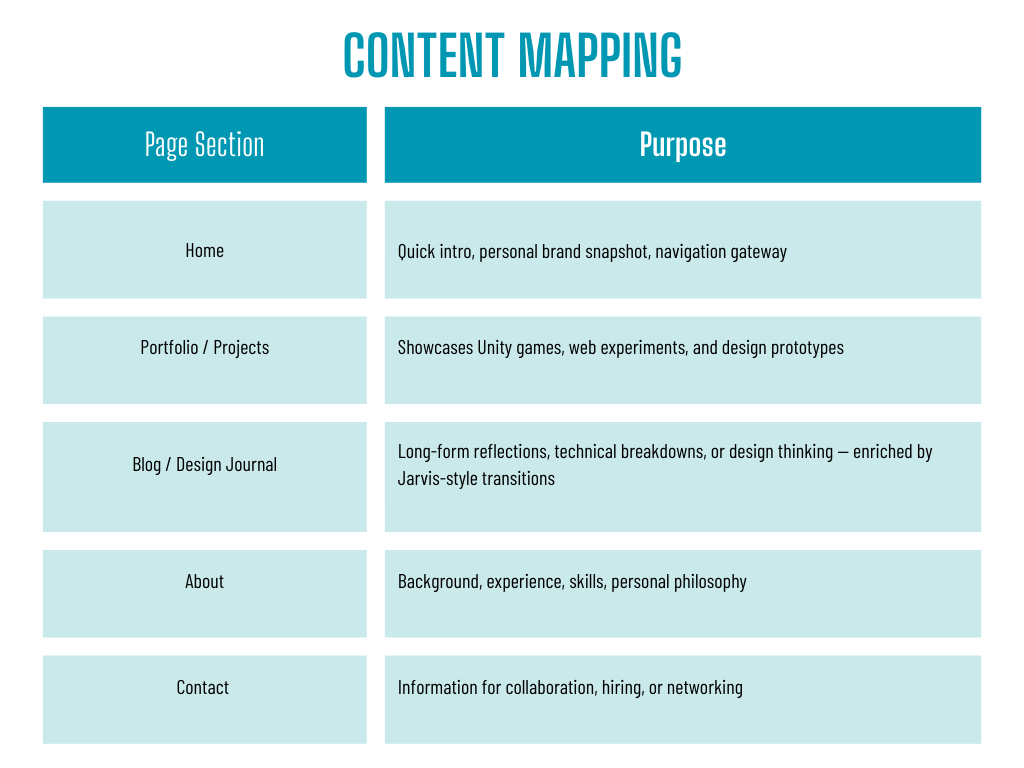 CONTENT MAPPING
Page Section
Purpose
Home
Quick intro, personal brand snapshot, navigation gateway
Portfolio / Projects
Showcases Unity games, web experiments, and design prototypes
Blog / Design Journal
Long-form reflections, technical breakdowns, or design thinking — enriched by
Jarvis-style transitions
About
Background, experience, skills, personal philosophy
Contact
Information for collaboration, hiring, or networking